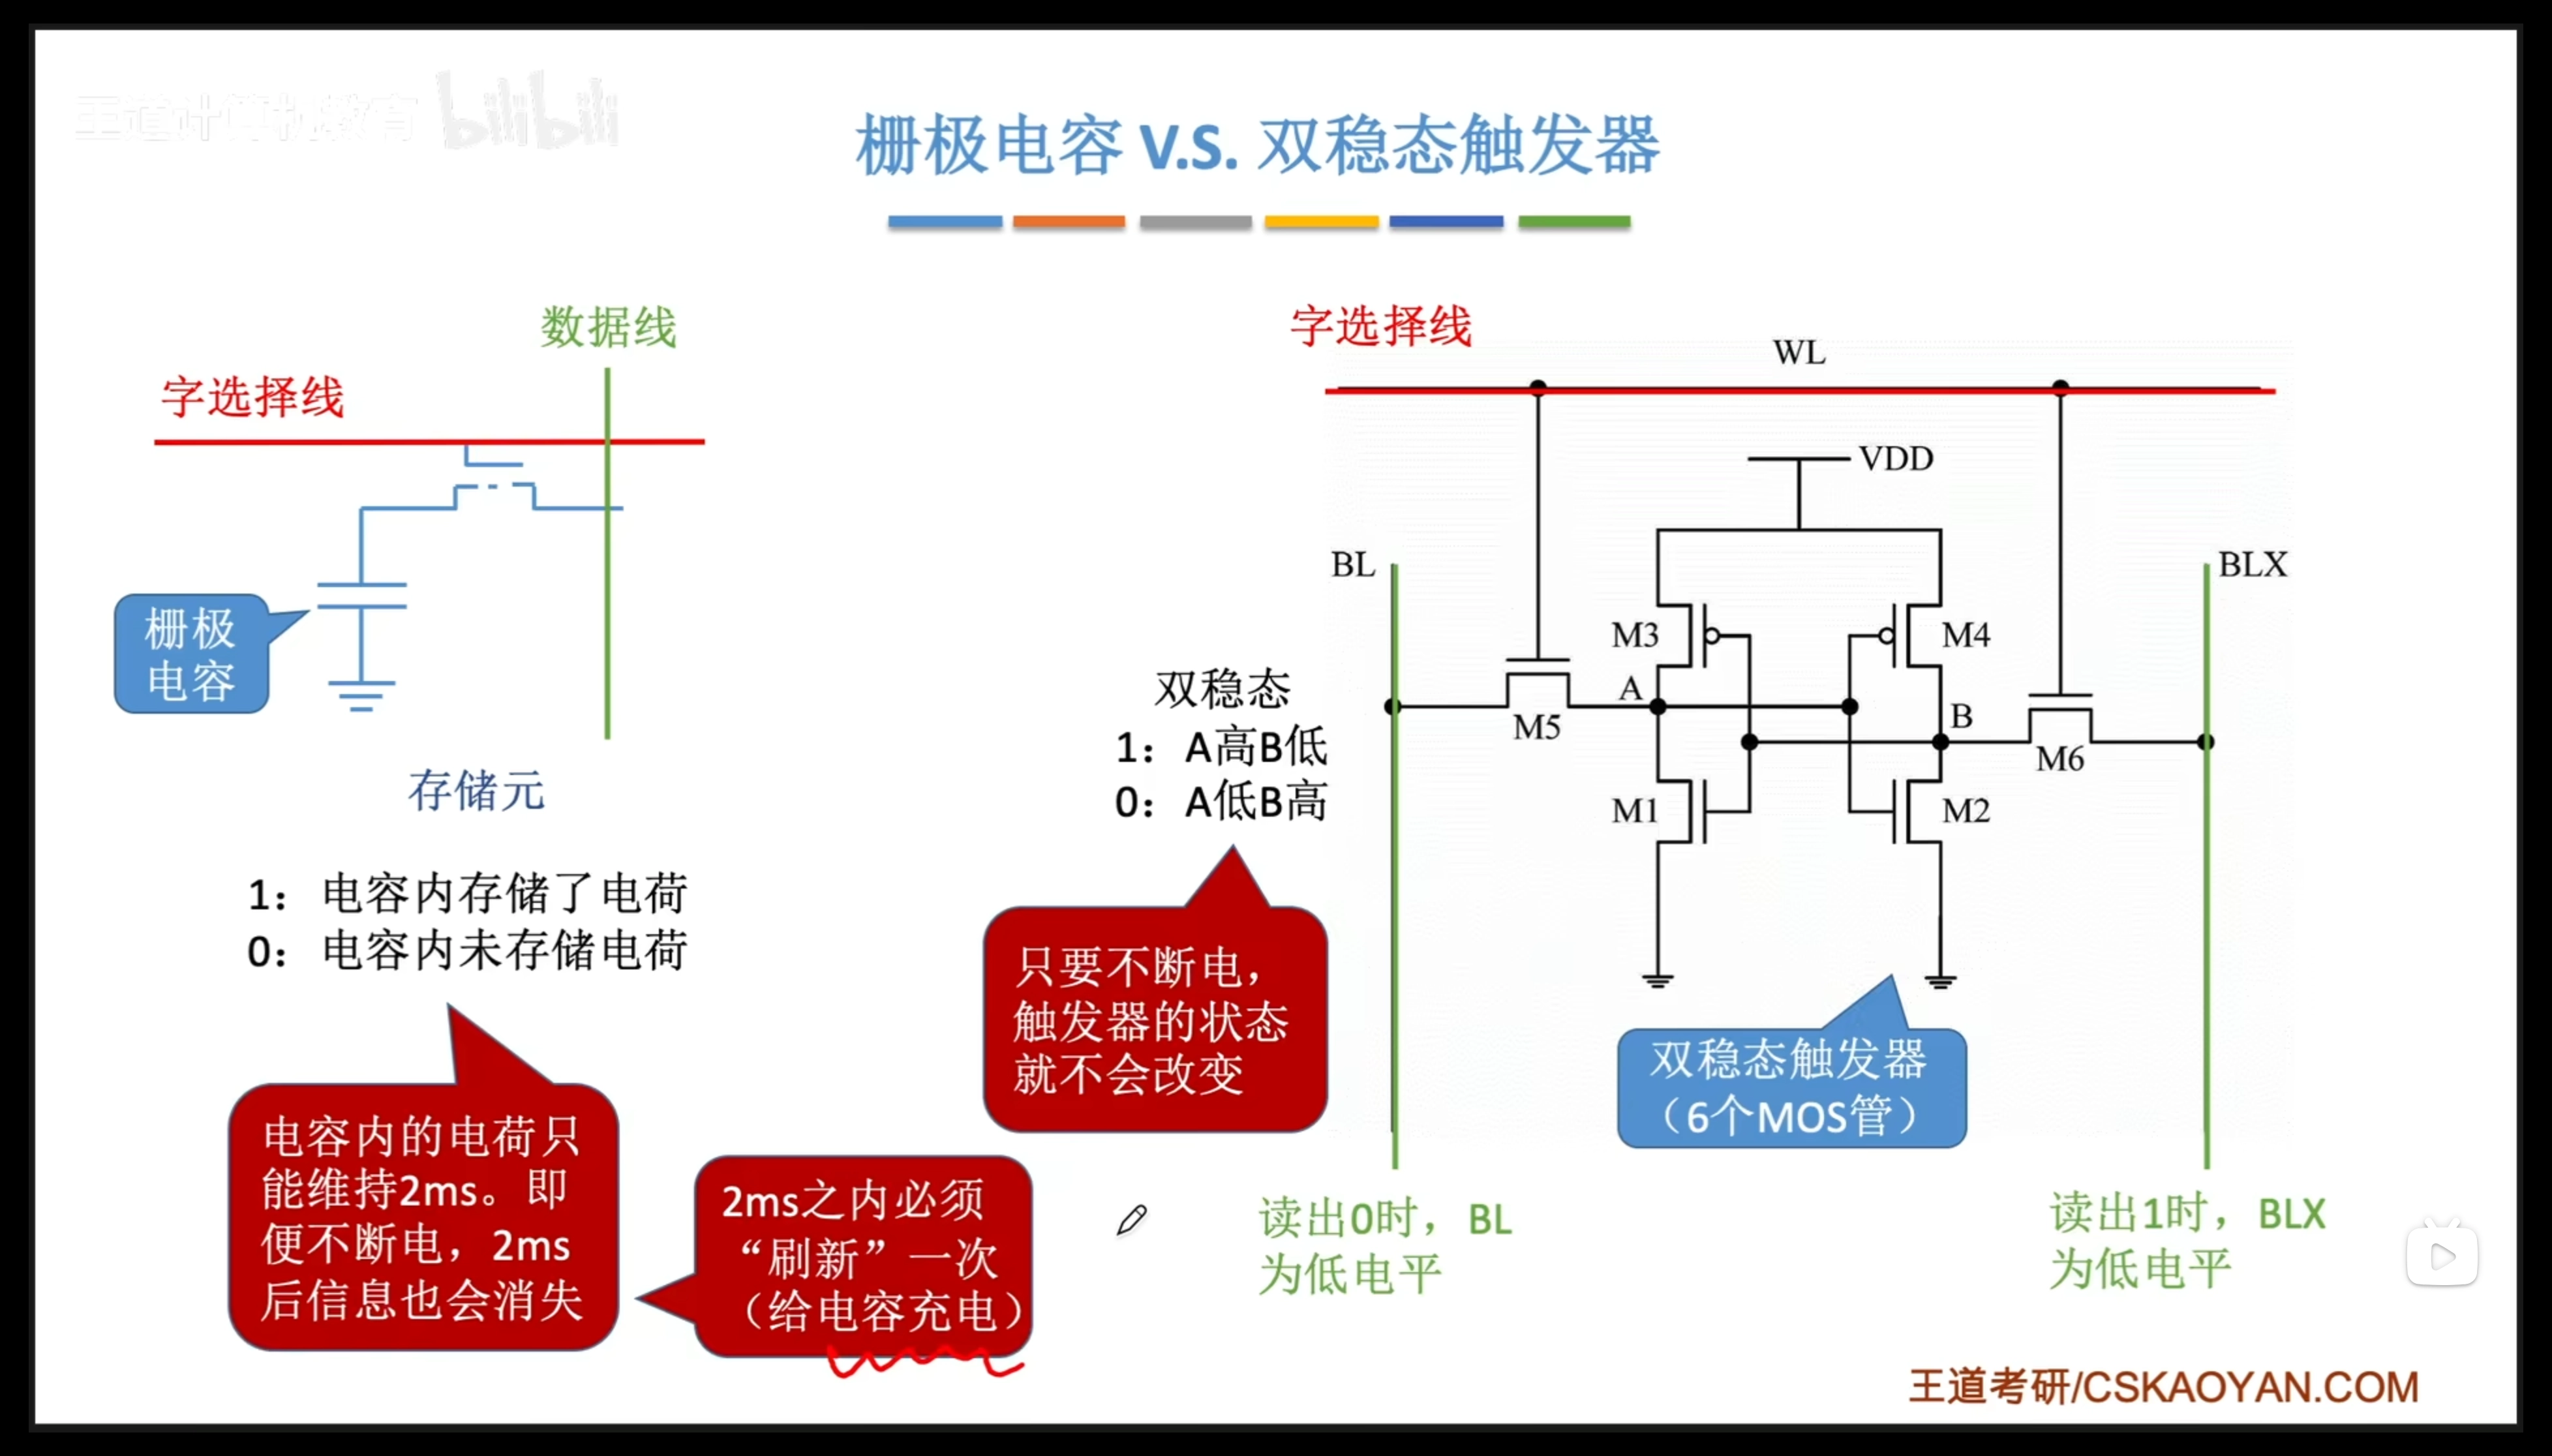 王道计算机教育 bilibili
栅极电容 V.S. 双稳态触发器
数据线
字选择线
栅极
电容
存储元
1：电容内存储了电荷
0：电容内未存储电荷
电容内的电荷只
能维持2ms。即
便不断电，2ms
后信息也会消失
2ms之内必须
“刷新”一次
（给电容充电）
字选择线
WL
VDD
BL
BLX
M3
M4
A
B
M5
M6
M1
M2
双稳态
1：A高B低
0：A低B高
只要不断电，
触发器的状态
就不会改变
双稳态触发器
（6个MOS管）
读出0时，BL
为低电平
读出1时，BLX
为低电平
王道考研/CSKAOYAN.COM